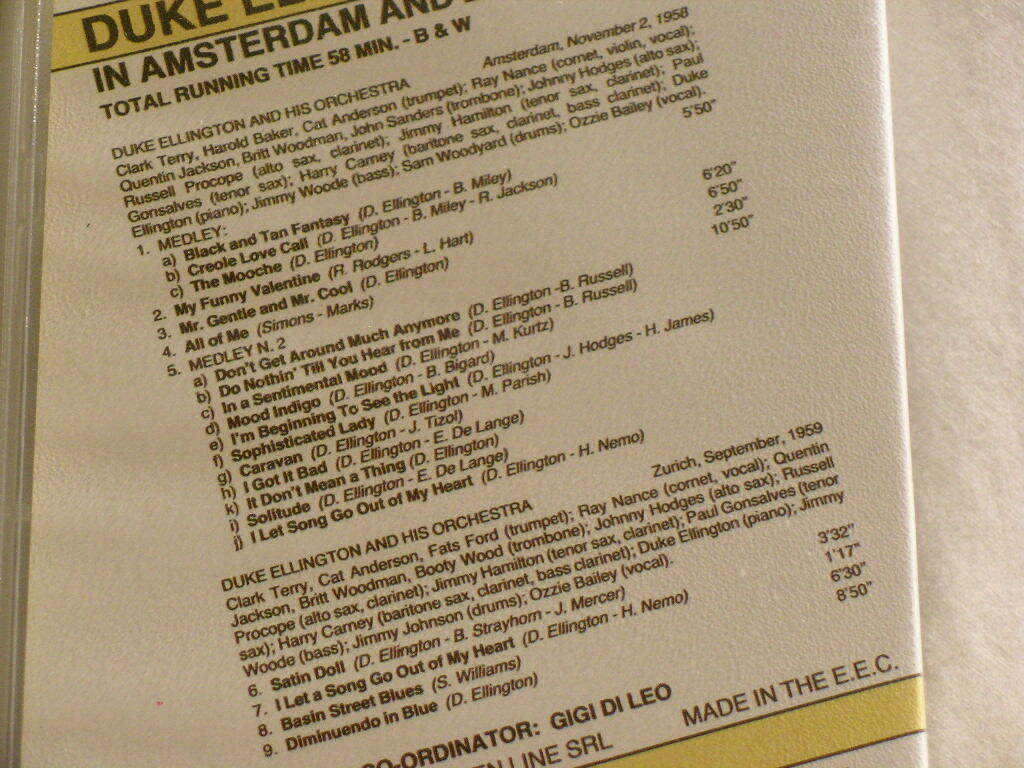 DUKE
IN AMSTERDAM AND
TOTAL RUNNING TIME 58 MIN. - B & W
DUKE ELLINGTON AND HIS ORCHESTRA Amsterdam, November 2, 1958
Clark Terry, Harold Baker, Cat Anderson (trumpet); Ray Nance (cornet, violin, vocal);
Quentin Jackson, Britt Woodman, John Sanders (trombone); Johnny Hodges (alto sax);
Russell Procope (alto sax, clarinet); Jimmy Hamilton (tenor sax, clarinet); Paul
Gonsalves (tenor sax); Harry Carney (baritone sax, clarinet, bass clarinet); Duke
Ellington (piano); Jimmy Woode (bass); Sam Woodyard (drums); Ozzie Bailey (vocal).
1. MEDLEY: 5'50"
a) Black and Tan Fantasy (D. Ellington - B. Miley)
b) Creole Love Call (D. Ellington - B. Miley - R. Jackson)
c) The Mooche (D. Ellington)
2. My Funny Valentine (R. Rodgers - L. Hart) 6'20"
3. Mr. Gentle and Mr. Cool (D. Ellington) 6'50"
4. All of Me (Simons - Marks) 2'30"
5. MEDLEY N. 2 10'50"
a) Don't Get Around Much Anymore (D. Ellington -B. Russell)
b) Do Nothin' Till You Hear from Me (D. Ellington - B. Russell)
c) In a Sentimental Mood (D. Ellington - M. Kurtz)
d) Mood Indigo (D. Ellington - B. Bigard)
e) I'm Beginning To See the Light (D. Ellington - J. Hodges - H. James)
f) Sophisticated Lady (D. Ellington - M. Parish)
g) Caravan (D. Ellington - J. Tizol)
h) I Got It Bad (D. Ellington - E. De Lange)
k) It Don't Mean a Thing (D. Ellington)
i) Solitude (D. Ellington - E. De Lange)
j) I Let Song Go Out of My Heart (D. Ellington - H. Nemo)
DUKE ELLINGTON AND HIS ORCHESTRA Zurich, September, 1959
Clark Terry, Cat Anderson, Fats Ford (trumpet); Ray Nance (cornet, vocal); Quentin
Jackson, Britt Woodman, Booty Wood (trombone); Johnny Hodges (alto sax); Russell
Procope (alto sax, clarinet); Jimmy Hamilton (tenor sax, clarinet); Paul Gonsalves (tenor
sax); Harry Carney (baritone sax, clarinet, bass clarinet); Duke Ellington (piano); Jimmy
Woode (bass); Jimmy Johnson (drums); Ozzie Bailey (vocal).
6. Satin Doll (D. Ellington - B. Strayhorn - J. Mercer) 3'32"
7. I Let a Song Go Out of My Heart (D. Ellington - H. Nemo) 1'17"
8. Basin Street Blues (S. Williams) 6'30"
9. Diminuendo in Blue (D. Ellington) 8'50"
CO-ORDINATOR: GIGI DI LEO
LINE SRL MADE IN THE E.E.C.